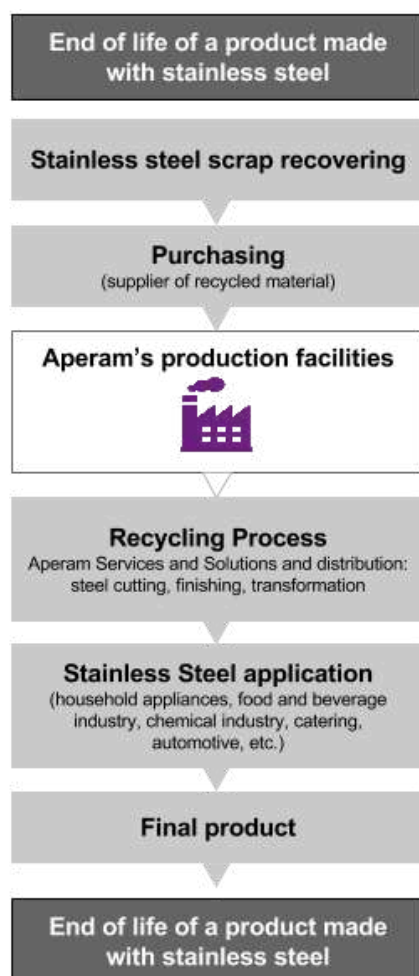 End of life of a product made
with stainless steel
Stainless steel scrap recovering
Purchasing
(supplier of recycled material)
Aperam's production facilities
Recycling Process
Aperam Services and Solutions and distribution:
steel cutting, finishing, transformation
Stainless Steel application
(household appliances, food and beverage
industry, chemical industry, catering,
automotive, etc.)
Final product
End of life of a product made
with stainless steel